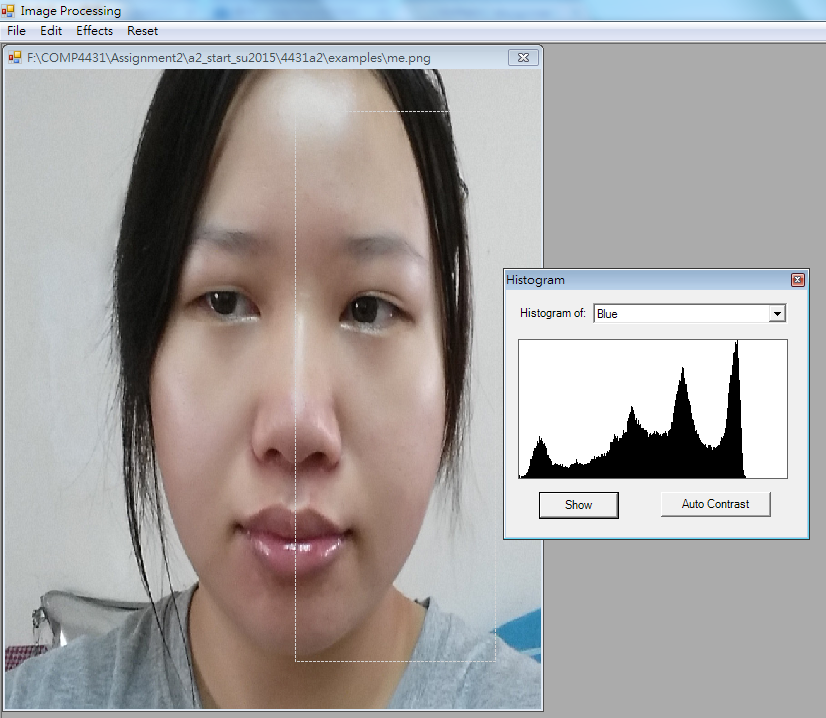 Image Processing
File Edit Effects Reset
F:\COMP4431\Assignment2\a2_start_su2015\4431a2\examples\me.png
Histogram
Histogram of: Blue
Show Auto Contrast